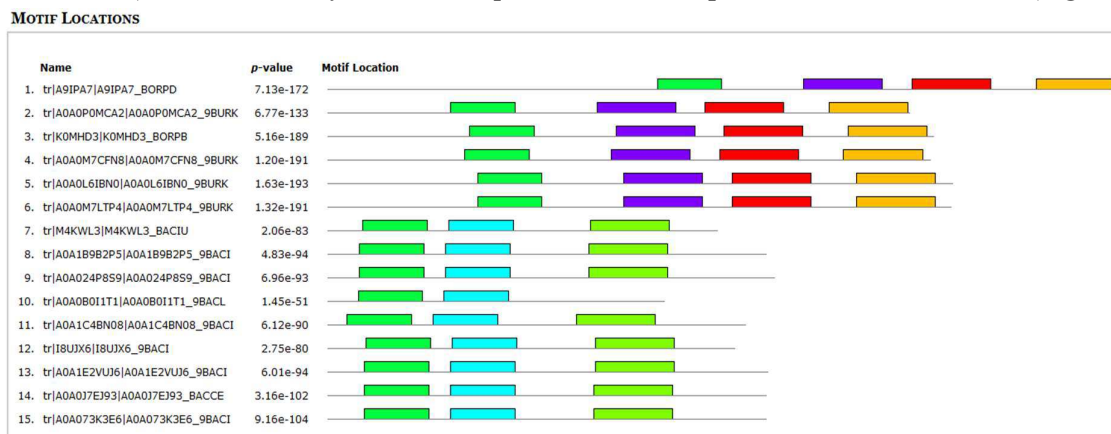 MOTIF LOCATIONS
Name p-value Motif Location
1. tr|A9IPA7|A9IPA7_BORPD 7.13e-172
2. tr|A0A0P0MCA2|A0A0P0MCA2_9BURK 6.77e-133
3. tr|K0MHD3|K0MHD3_BORPB 5.16e-189
4. tr|A0A0M7CFN8|A0A0M7CFN8_9BURK 1.20e-191
5. tr|A0A0L6IBN0|A0A0L6IBN0_9BURK 1.63e-193
6. tr|A0A0M7LTP4|A0A0M7LTP4_9BURK 1.32e-191
7. tr|M4KWL3|M4KWL3_BACIU 2.06e-83
8. tr|A0A1B9B2P5|A0A1B9B2P5_9BACI 4.83e-94
9. tr|A0A024P8S9|A0A024P8S9_9BACI 6.96e-93
10. tr|A0A0B0I1T1|A0A0B0I1T1_9BACL 1.45e-51
11. tr|A0A1C4BN08|A0A1C4BN08_9BACI 6.12e-90
12. tr|I8UJX6|I8UJX6_9BACI 2.75e-80
13. tr|A0A1E2VUJ6|A0A1E2VUJ6_9BACI 6.01e-94
14. tr|A0A0J7EJ93|A0A0J7EJ93_BACCE 3.16e-102
15. tr|A0A073K3E6|A0A073K3E6_9BACI 9.16e-104